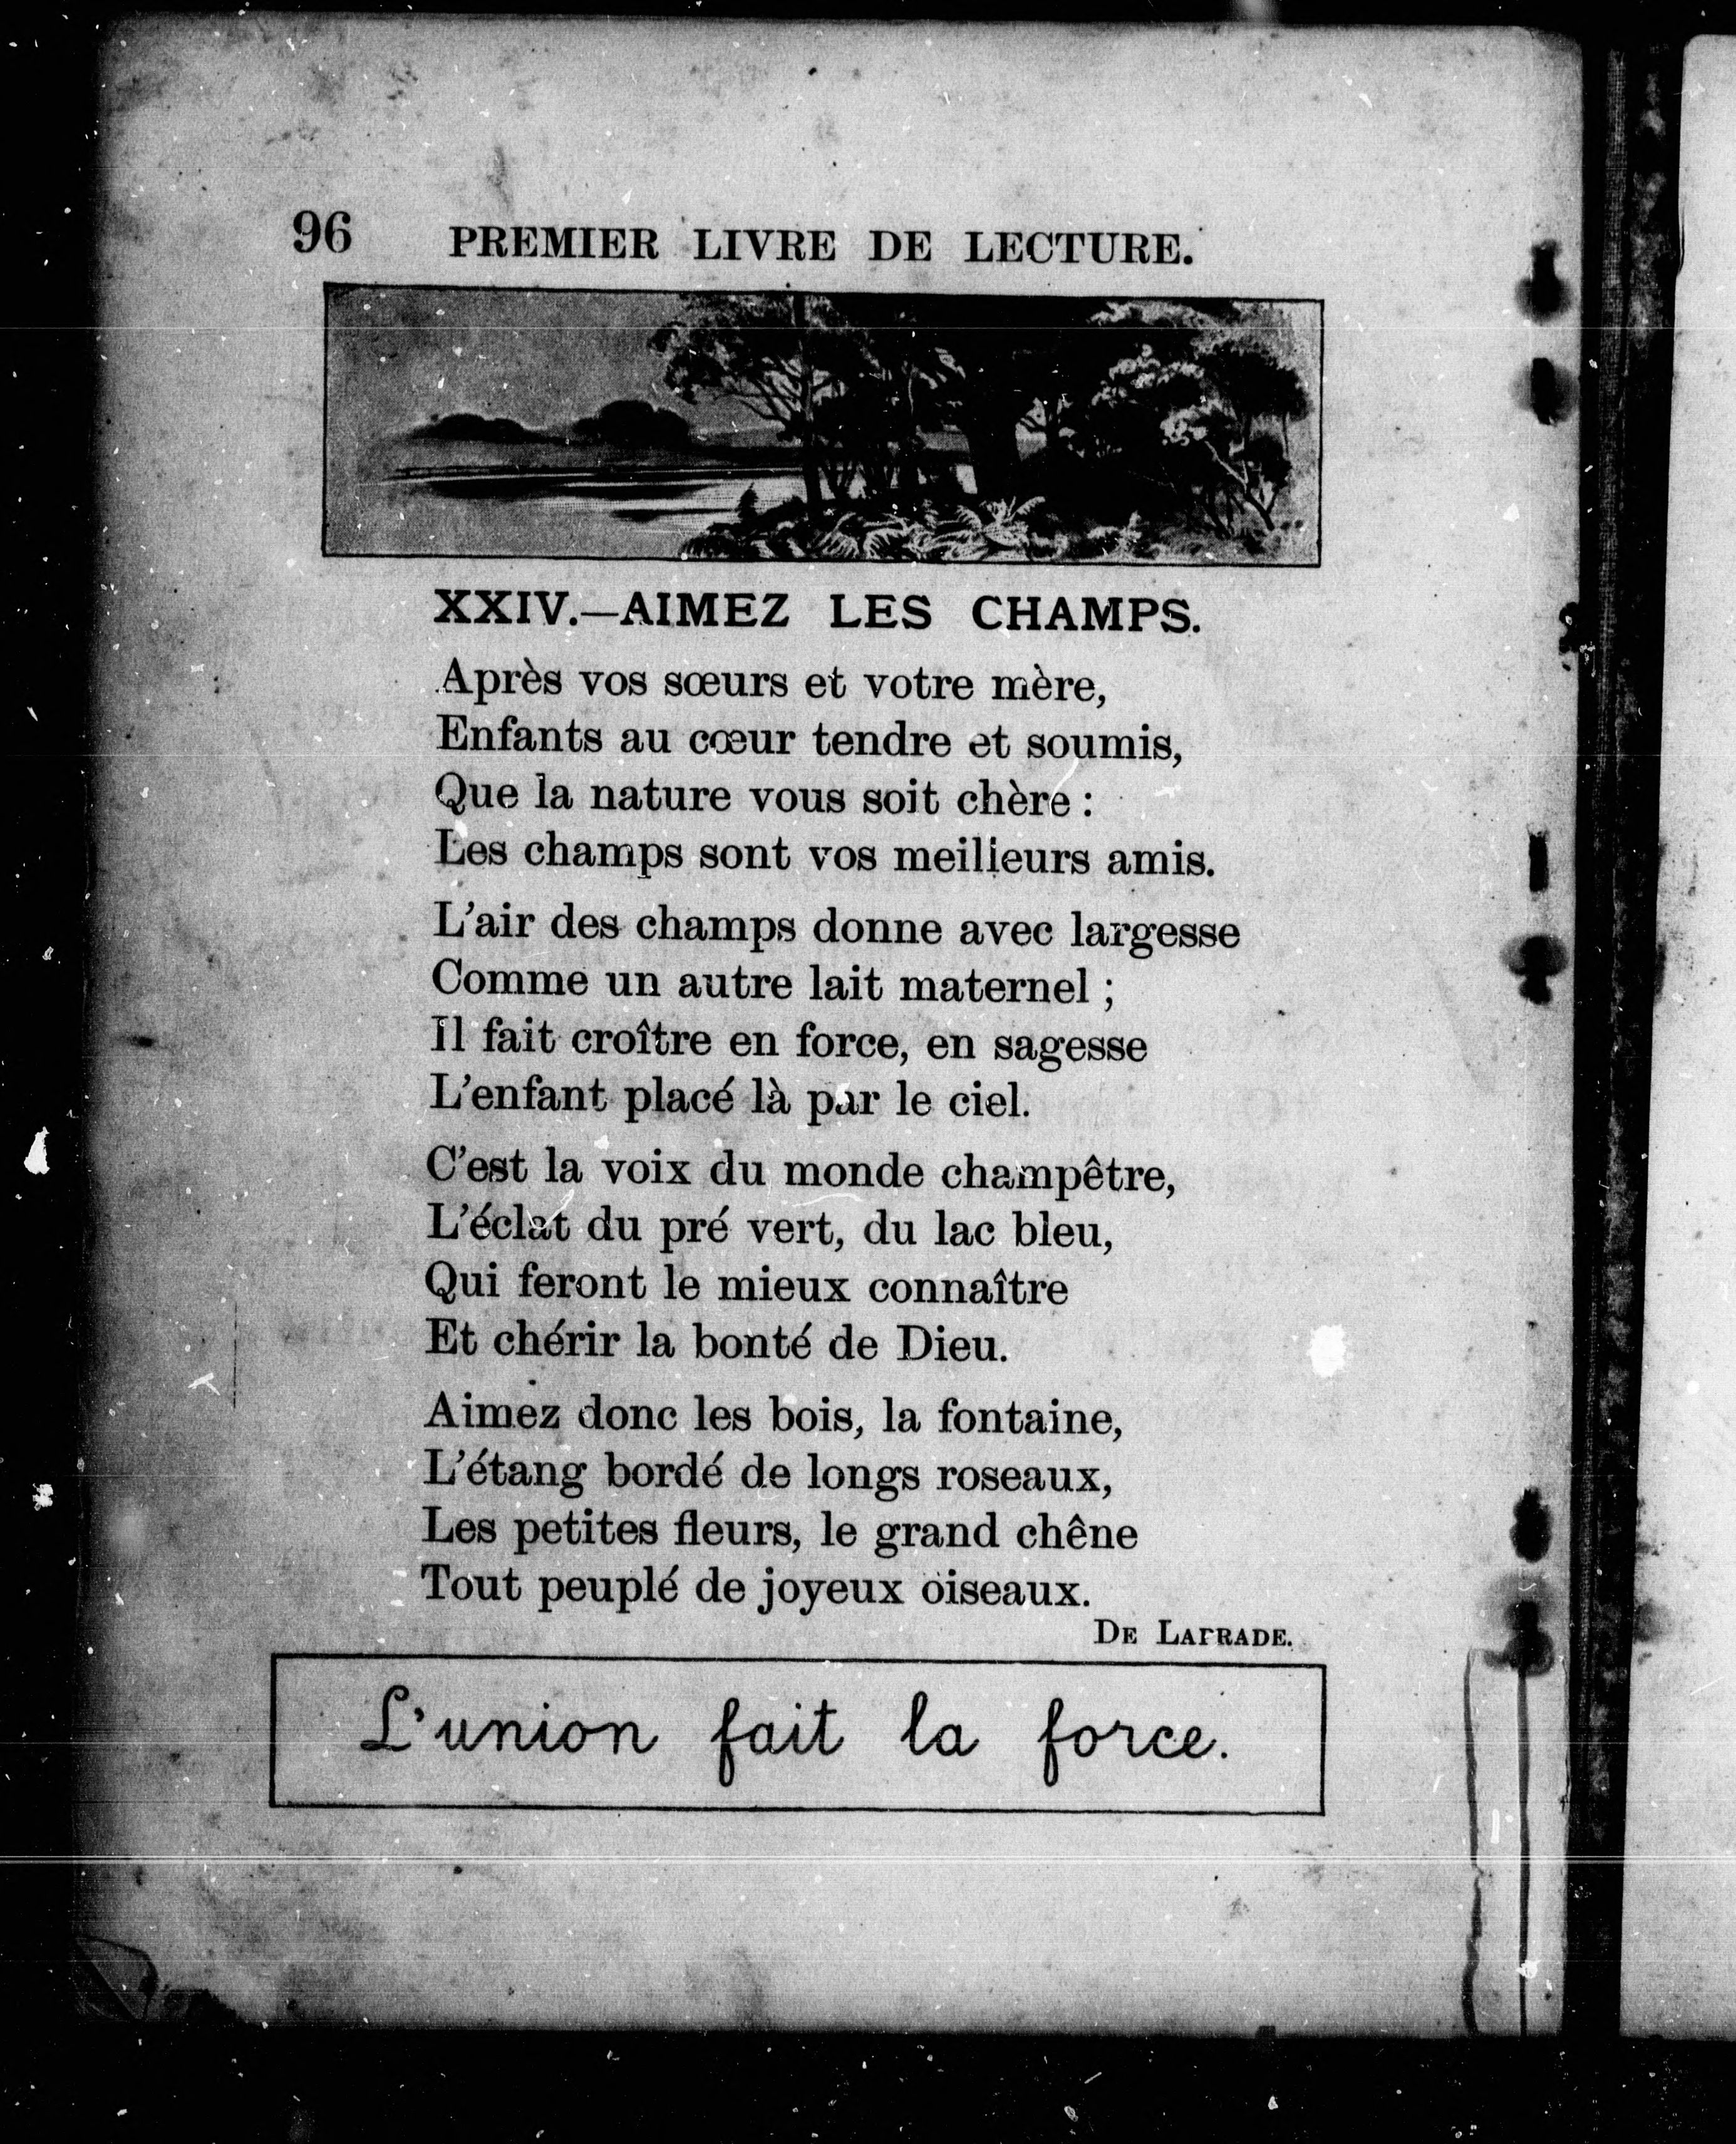 96 PREMIER LIVRE DE LECTURE.
XXIV.—AIMEZ LES CHAMPS.
Après vos sœurs et votre mère,
Enfants au cœur tendre et soumis,
Que la nature vous soit chère :
Les champs sont vos meilleurs amis.
L'air des champs donne avec largesse
Comme un autre lait maternel ;
Il fait croître en force, en sagesse
L'enfant placé là par le ciel.
C'est la voix du monde champêtre,
L'éclat du pré vert, du lac bleu,
Qui feront le mieux connaître
Et chérir la bonté de Dieu.
Aimez donc les bois, la fontaine,
L'étang bordé de longs roseaux,
Les petites fleurs, le grand chêne
Tout peuplé de joyeux oiseaux.
DE LAPRADE.
L'union fait la force.